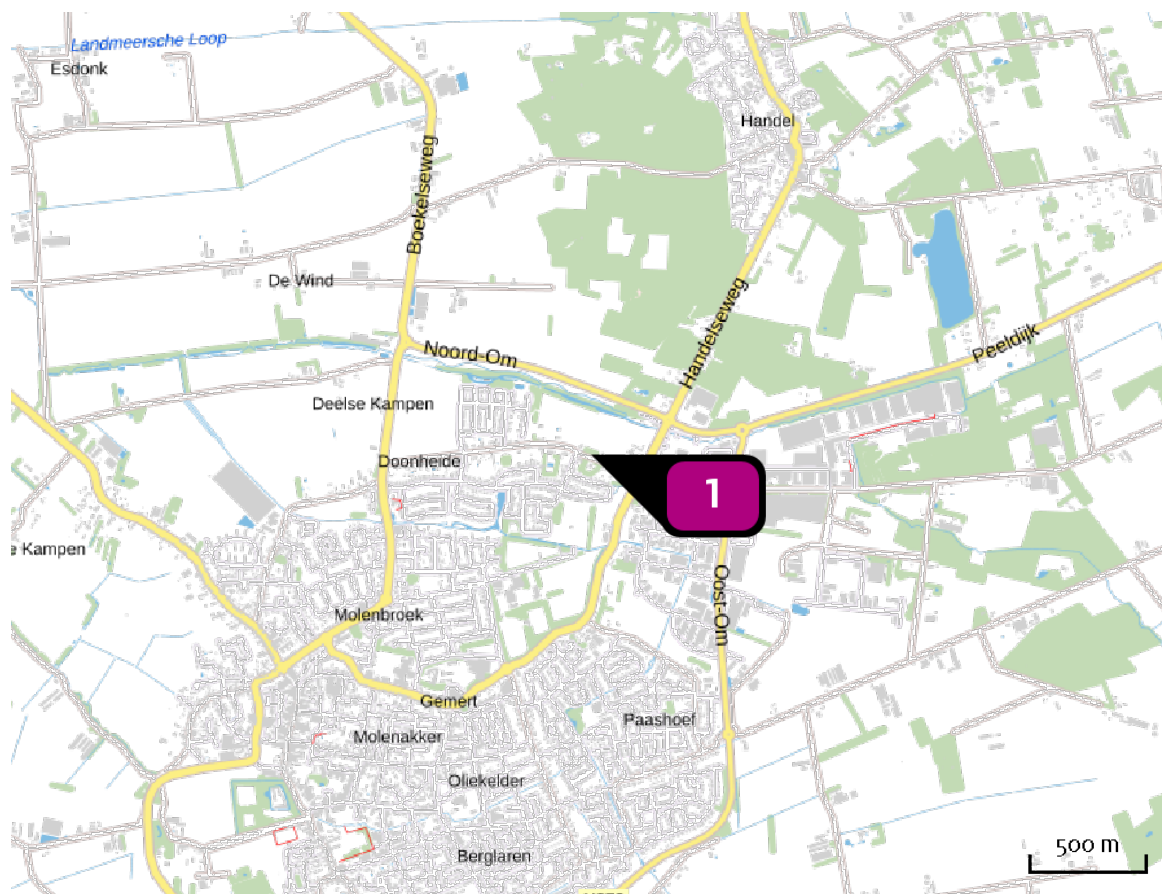 Landmeersche Loop
Esdonk
Handel
Boekelseweg
De Wind
Handelseweg
Peeldijk
Noord-Om
Deelse Kampen
Doonheide
1
Kampen
Oost-Om
Molenbroek
Gemert
Paashoef
Molenakker
Oliekelder
500 m
Berglaren